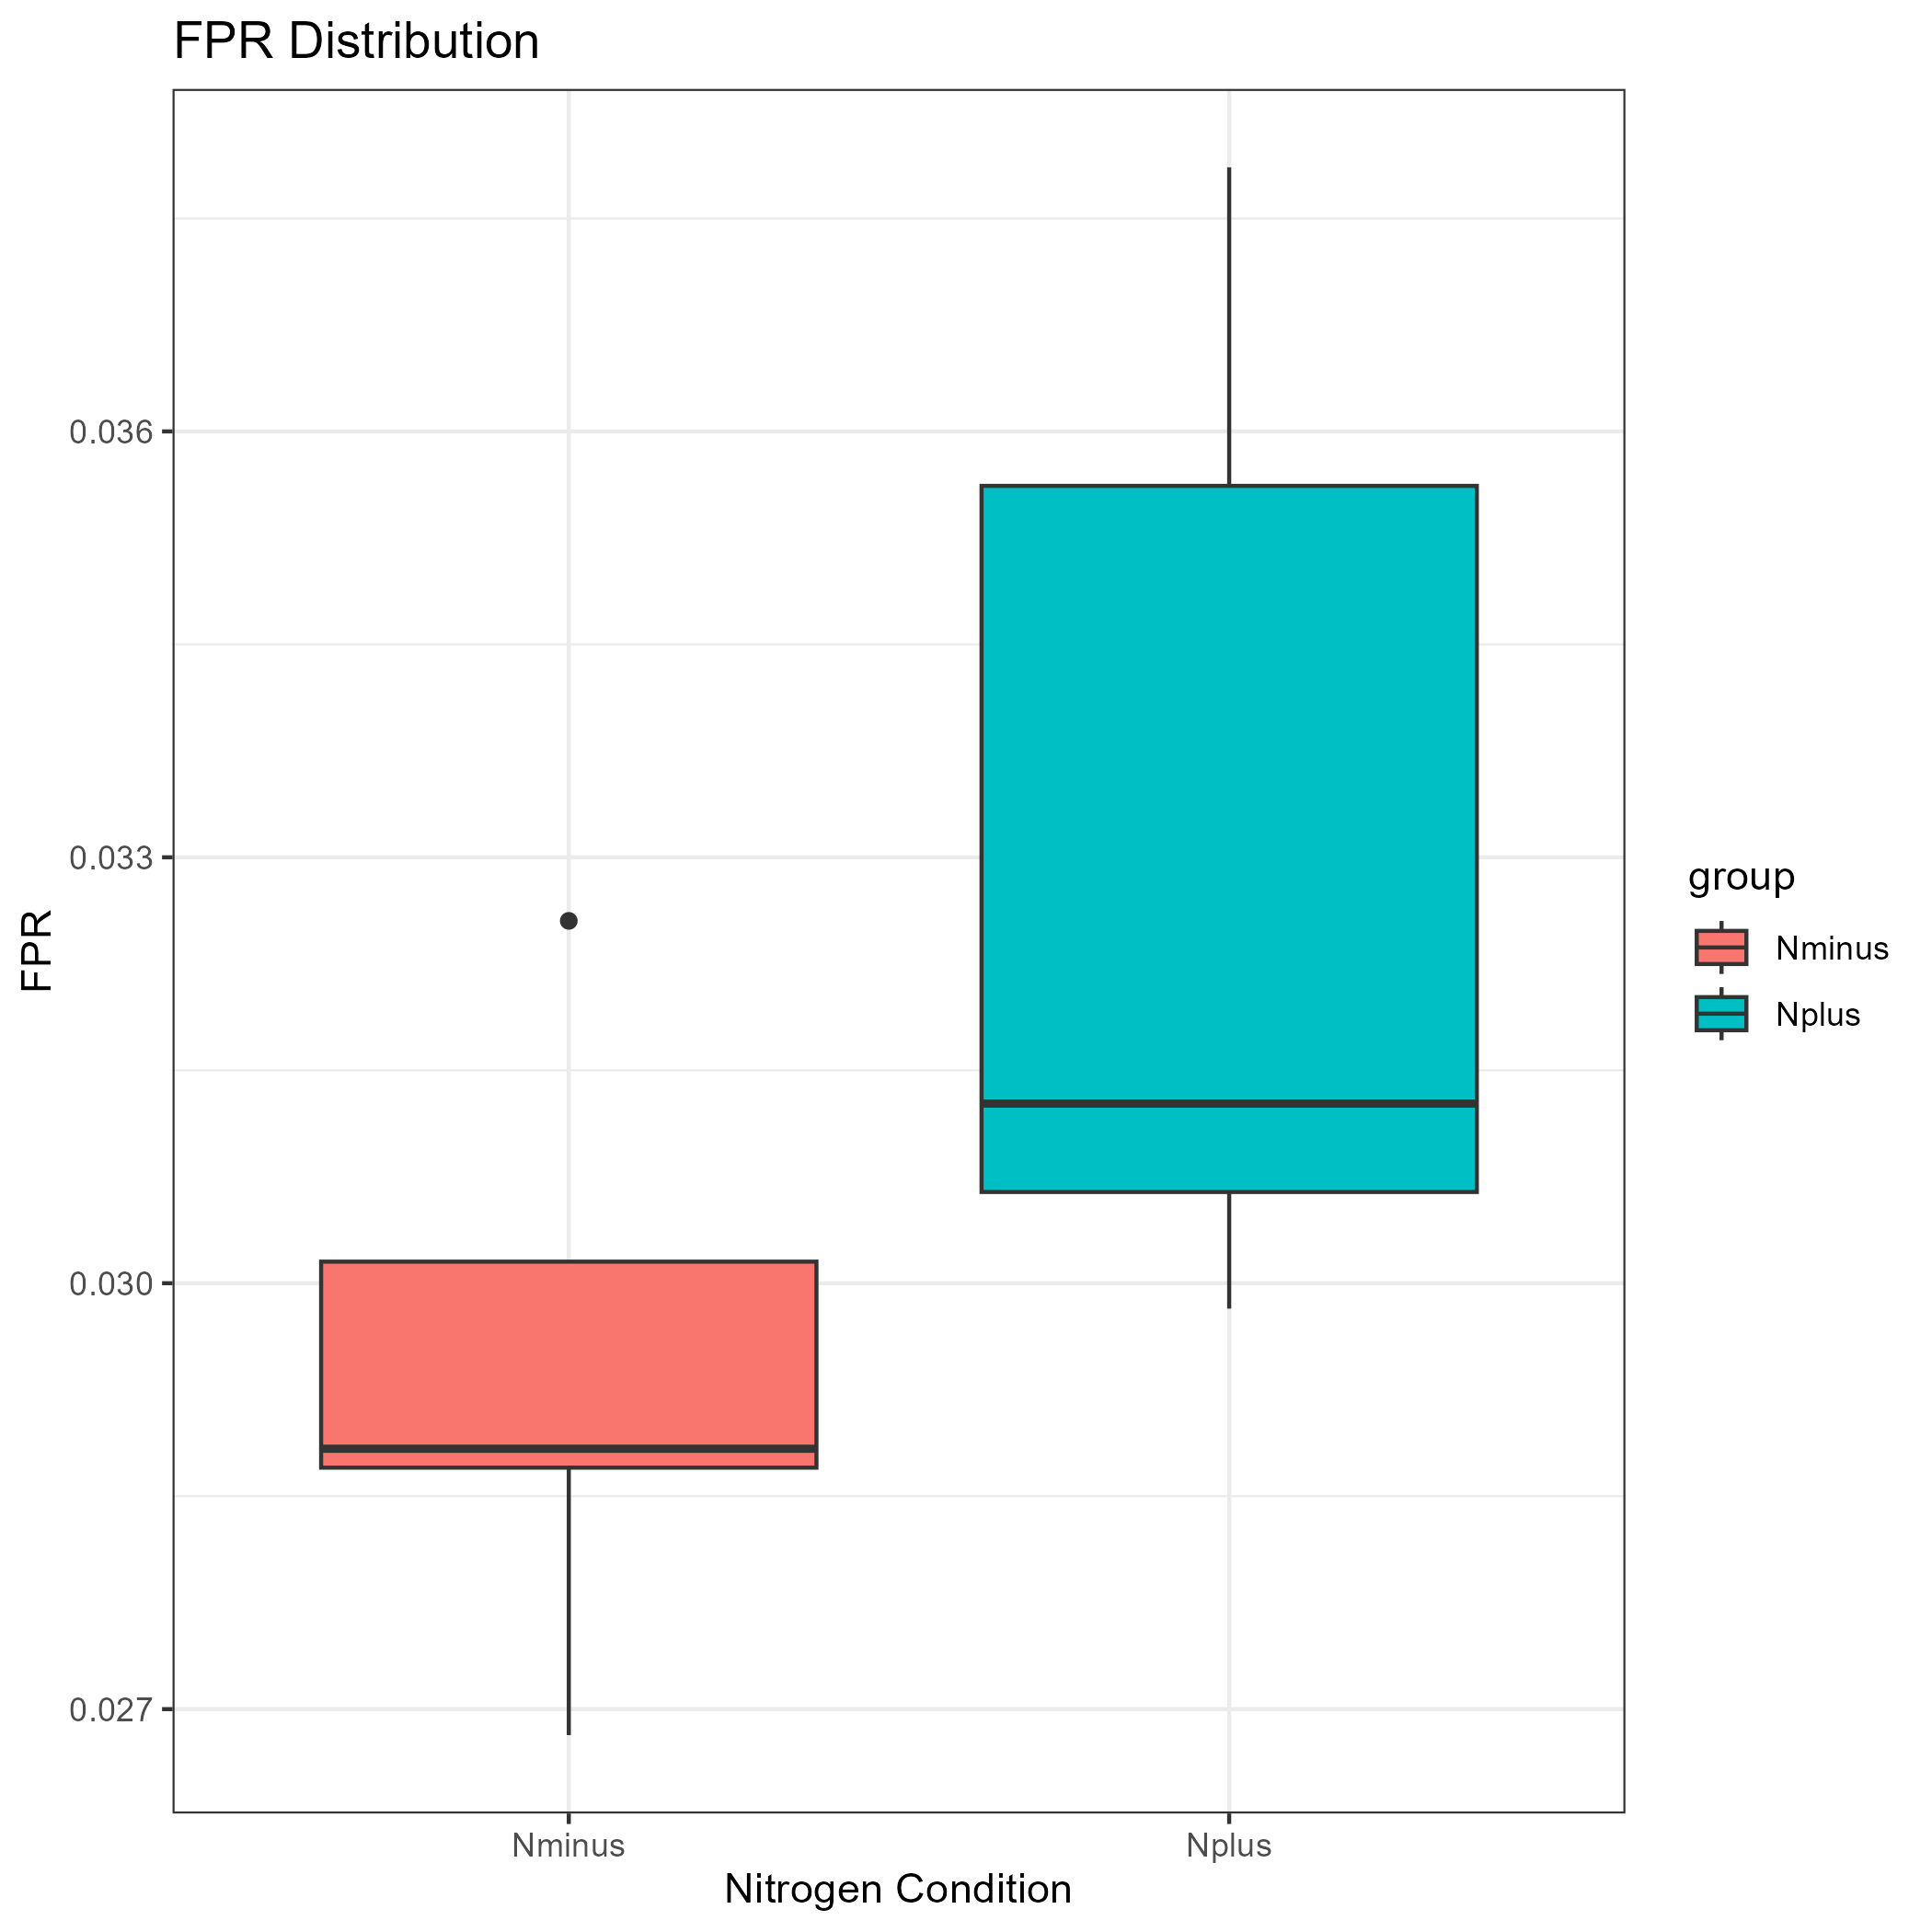 FPR Distribution
FPR
0.036
0.033
0.030
0.027
Nminus
Nplus
Nitrogen Condition
group
Nminus
Nplus